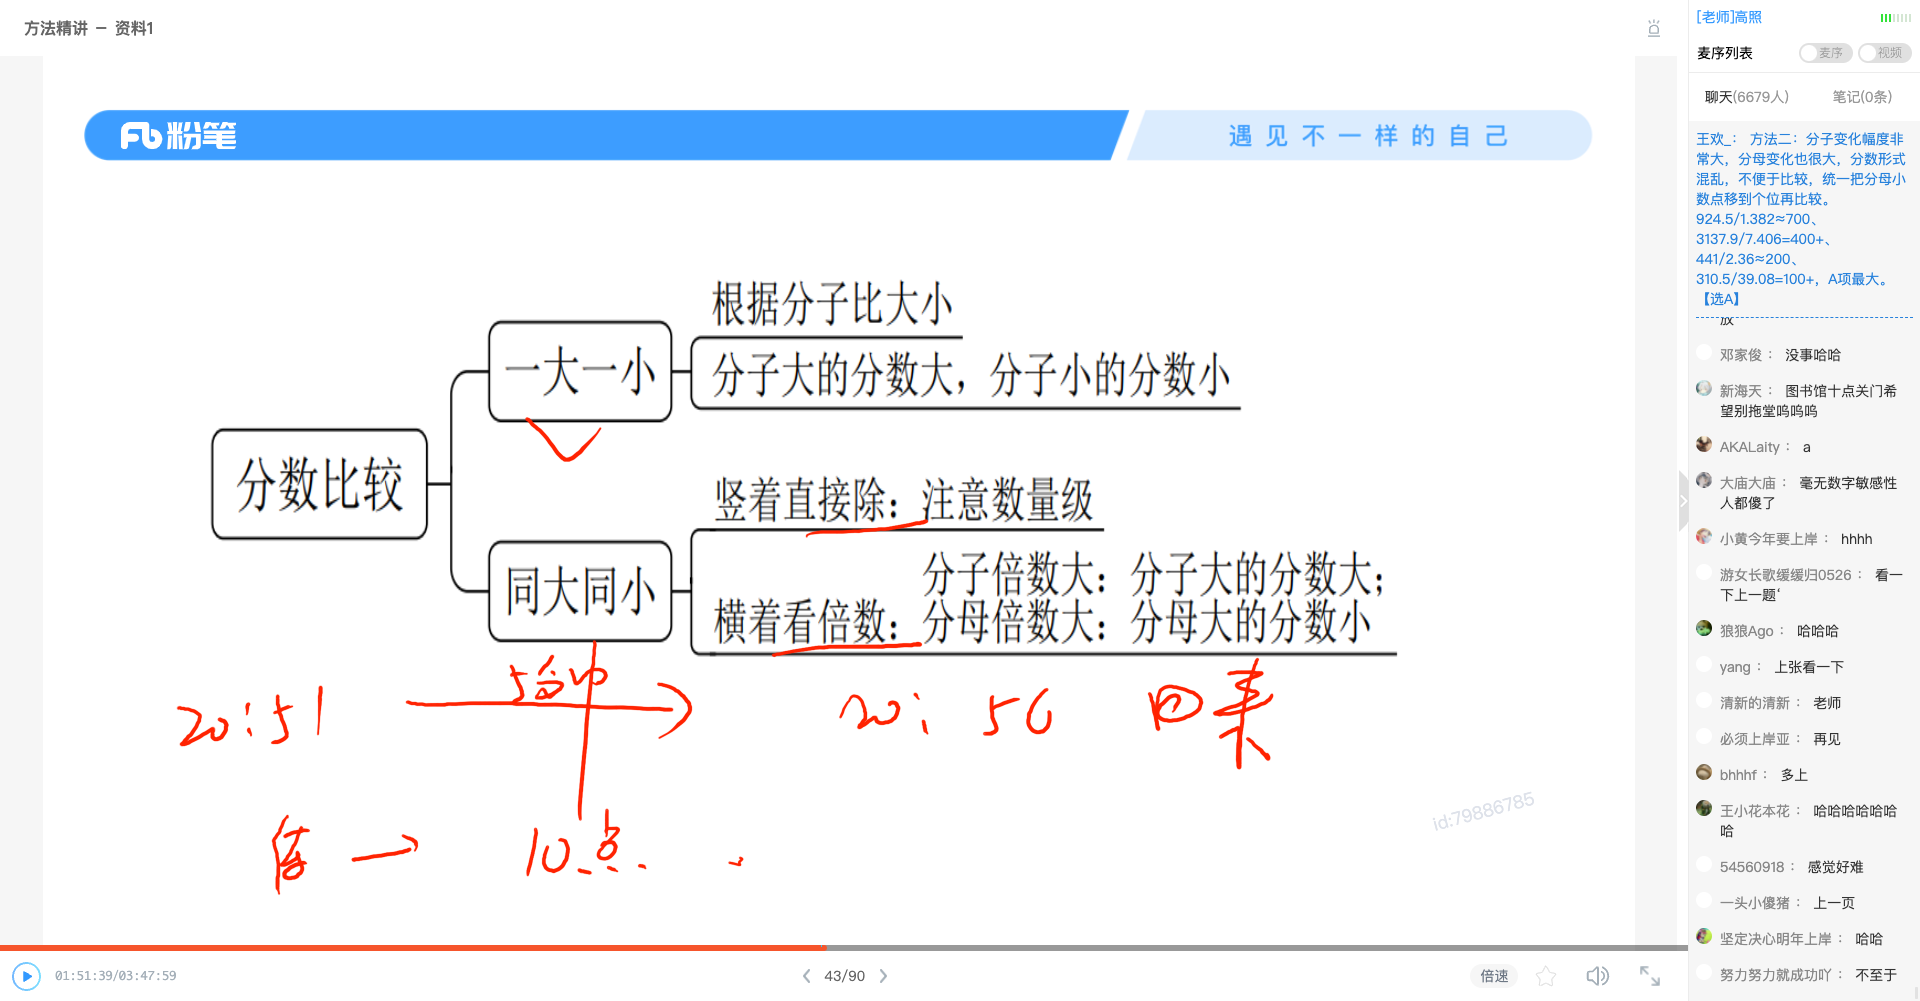 方法精讲 – 资料1
粉笔
遇见不一样的自己
根据分子比大小
一大一小
分子大的分数大，分子小的分数小
分数比较
竖着直接除：注意数量级
同大同小
分子倍数大：分子大的分数大；
横着看倍数：分母倍数大：分母大的分数小
5分
20:51
20:56 回来
10点
id:79886785
01:51:39/03:47:59
43/90
倍速
[老师]高照
麦序列表
麦序
视频
聊天(6679人)
笔记(0条)
王欢_： 方法二：分子变化幅度非
常大，分母变化也很大，分数形式
混乱，不便于比较，统一把分母小
数点移到个位再比较。
924.5/1.382≈700、
3137.9/7.406=400+、
441/2.36≈200、
310.5/39.08=100+，A项最大。
【选A】
放
邓家俊： 没事哈哈
新海天： 图书馆十点关门希
望别拖堂呜呜呜
AKALaity： a
大庙大庙： 毫无数字敏感性
人都傻了
小黄今年要上岸： hhhh
游女长歌缓缓归0526： 看一
下上一题‘
狼狼Ago： 哈哈哈
yang： 上张看一下
清新的清新： 老师
必须上岸亚： 再见
bhhhf： 多上
王小花本花： 哈哈哈哈哈哈
哈
54560918： 感觉好难
一头小傻猪： 上一页
坚定决心明年上岸： 哈哈
努力努力就成功吖： 不至于